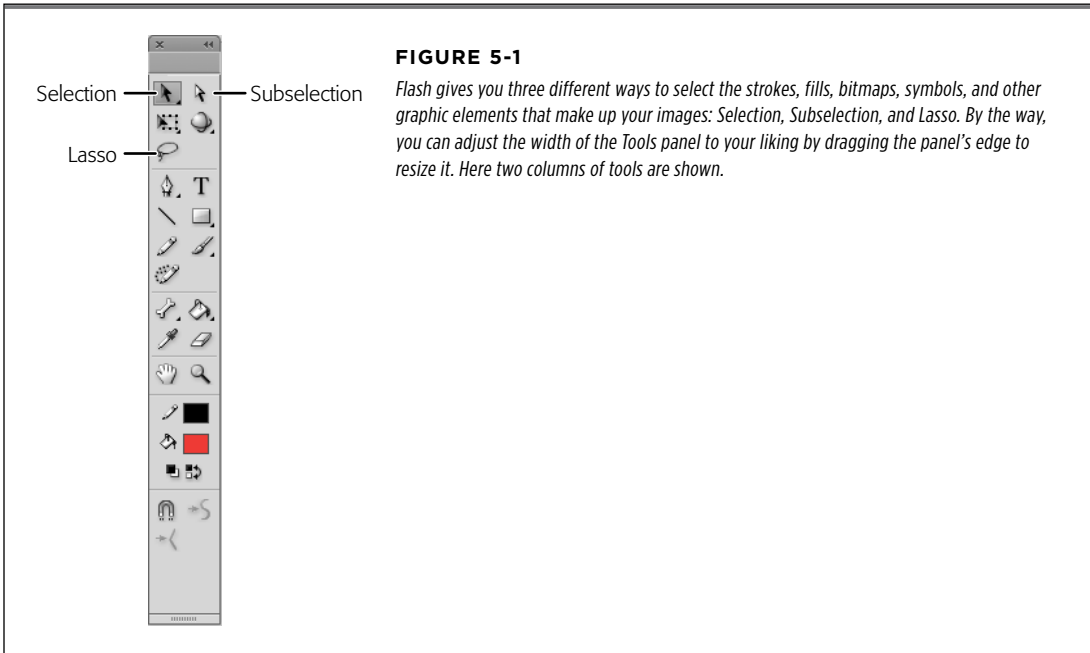 FIGURE 5-1
Flash gives you three different ways to select the strokes, fills, bitmaps, symbols, and other
graphic elements that make up your images: Selection, Subselection, and Lasso. By the way,
you can adjust the width of the Tools panel to your liking by dragging the panel's edge to
resize it. Here two columns of tools are shown.
Selection
Subselection
Lasso
T